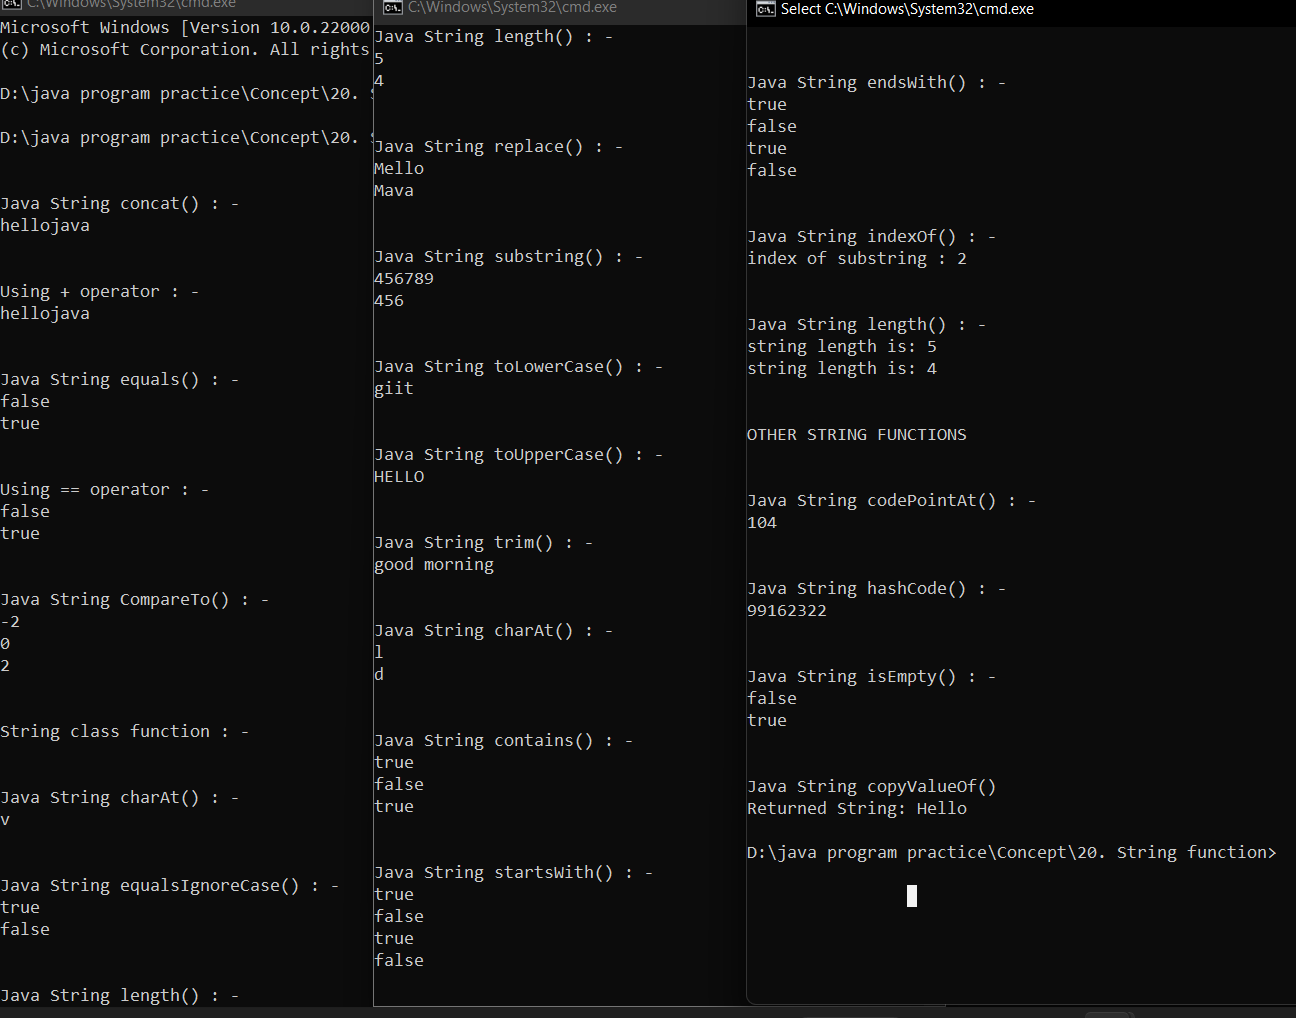 C:\Windows\System32\cmd.exe
Microsoft Windows [Version 10.0.22000
(c) Microsoft Corporation. All rights
D:\java program practice\Concept\20.
D:\java program practice\Concept\20.
Java String concat() : -
hellojava
Using + operator : -
hellojava
Java String equals() : -
false
true
Using == operator : -
false
true
Java String CompareTo() : -
-2
0
2
String class function : -
Java String charAt() : -
v
Java String equalsIgnoreCase() : -
true
false
Java String length() : -
C:\Windows\System32\cmd.exe
Java String length() : -
5
4
Java String replace() : -
Mello
Mava
Java String substring() : -
456789
456
Java String toLowerCase() : -
giit
Java String toUpperCase() : -
HELLO
Java String trim() : -
good morning
Java String charAt() : -
l
d
Java String contains() : -
true
false
true
Java String startsWith() : -
true
false
true
false
Select C:\Windows\System32\cmd.exe
Java String endsWith() : -
true
false
true
false
Java String indexOf() : -
index of substring : 2
Java String length() : -
string length is: 5
string length is: 4
OTHER STRING FUNCTIONS
Java String codePointAt() : -
104
Java String hashCode() : -
99162322
Java String isEmpty() : -
false
true
Java String copyValueOf()
Returned String: Hello
D:\java program practice\Concept\20. String function>